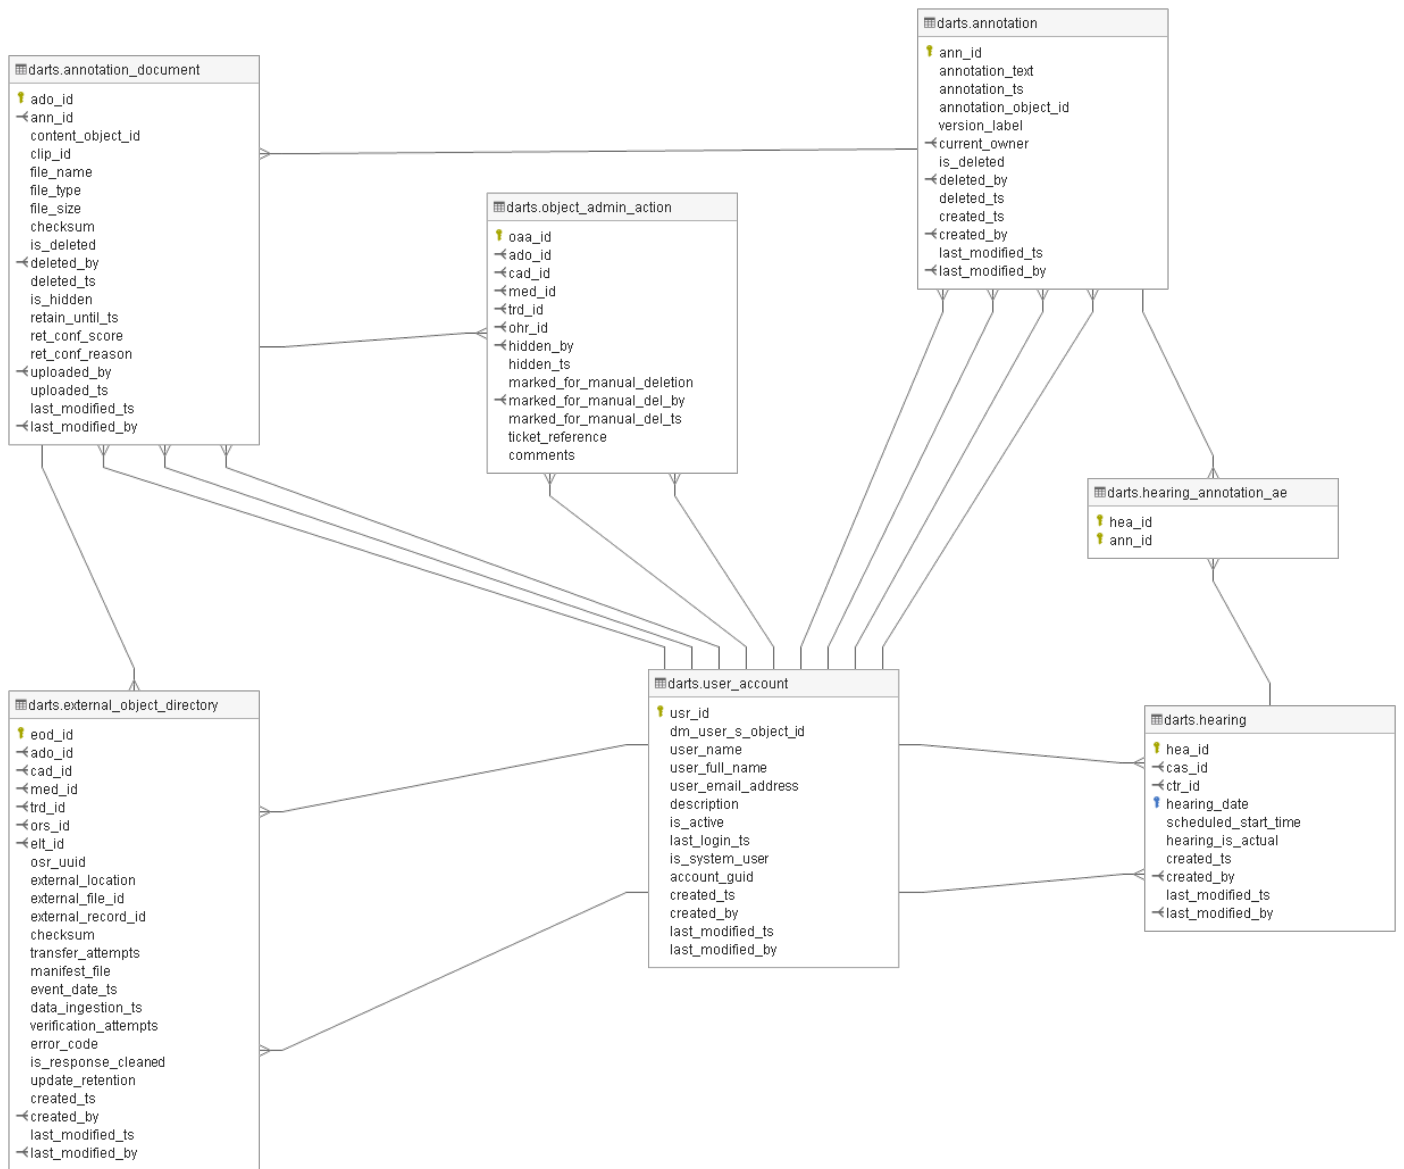 darts.annotation_document
ado_id
ann_id
content_object_id
clip_id
file_name
file_type
file_size
checksum
is_deleted
deleted_by
deleted_ts
is_hidden
retain_until_ts
ret_conf_score
ret_conf_reason
uploaded_by
uploaded_ts
last_modified_ts
last_modified_by
darts.object_admin_action
oaa_id
ado_id
cad_id
med_id
trd_id
ohr_id
hidden_by
hidden_ts
marked_for_manual_deletion
marked_for_manual_del_by
marked_for_manual_del_ts
ticket_reference
comments
darts.annotation
ann_id
annotation_text
annotation_ts
annotation_object_id
version_label
current_owner
is_deleted
deleted_by
deleted_ts
created_ts
created_by
last_modified_ts
last_modified_by
darts.hearing_annotation_ae
hea_id
ann_id
darts.external_object_directory
eod_id
ado_id
cad_id
med_id
trd_id
ors_id
elt_id
osr_uuid
external_location
external_file_id
external_record_id
checksum
transfer_attempts
manifest_file
event_date_ts
data_ingestion_ts
verification_attempts
error_code
is_response_cleaned
update_retention
created_ts
created_by
last_modified_ts
last_modified_by
darts.user_account
usr_id
dm_user_s_object_id
user_name
user_full_name
user_email_address
description
is_active
last_login_ts
is_system_user
account_guid
created_ts
created_by
last_modified_ts
last_modified_by
darts.hearing
hea_id
cas_id
ctr_id
hearing_date
scheduled_start_time
hearing_is_actual
created_ts
created_by
last_modified_ts
last_modified_by